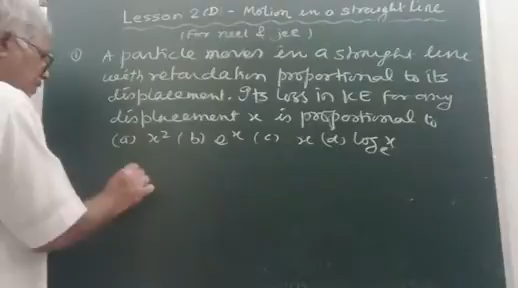 Lesson 2(D) - Motion in a straight line
(For neet & jee)
① A particle moves in a straight line
with retardation proportional to its
displacement. Its loss in KE for any
displacement x is proportional to
(a) x² (b) eˣ (c) x (d) logₑx